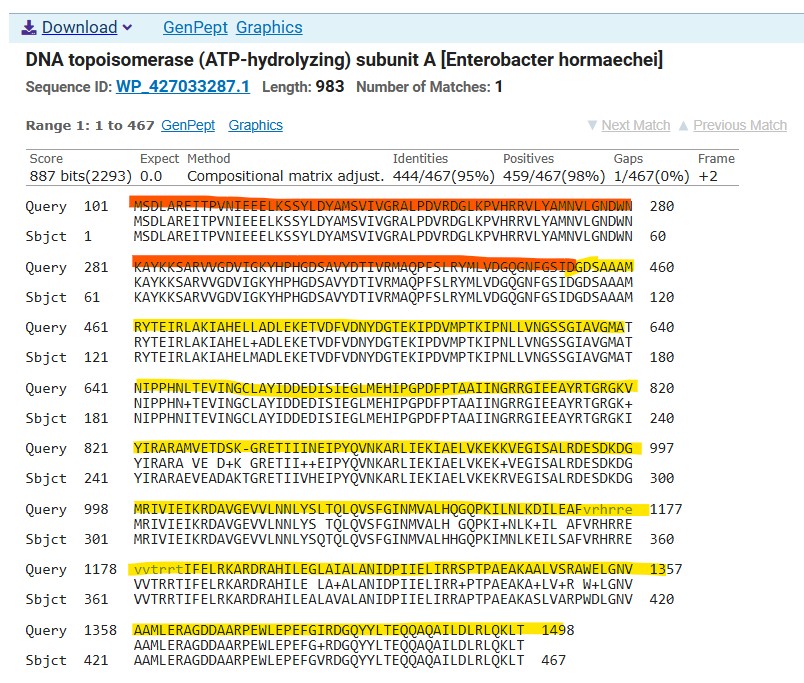 Download GenPept Graphics
DNA topoisomerase (ATP-hydrolyzing) subunit A [Enterobacter hormaechei]
Sequence ID: WP_427033287.1 Length: 983 Number of Matches: 1
Range 1: 1 to 467 GenPept Graphics Next Match Previous Match
Score Expect Method Identities Positives Gaps Frame
887 bits(2293) 0.0 Compositional matrix adjust. 444/467(95%) 459/467(98%) 1/467(0%) +2
Query 101 MSDLAREITPVNIEEELKSSYLDYAMSVIVGRALPDVRDGLKPVHRRVLYAMNVLGNDWN 280
MSDLAREITPVNIEEELKSSYLDYAMSVIVGRALPDVRDGLKPVHRRVLYAMNVLGNDWN
Sbjct 1 MSDLAREITPVNIEEELKSSYLDYAMSVIVGRALPDVRDGLKPVHRRVLYAMNVLGNDWN 60
Query 281 KAYKKSARVVGDVIGKYHPHGDSAVYDTIVRMAQPFSLRYMLVDGQGNFGSIDGDSAAAM 460
KAYKKSARVVGDVIGKYHPHGDSAVYDTIVRMAQPFSLRYMLVDGQGNFGSIDGDSAAAM
Sbjct 61 KAYKKSARVVGDVIGKYHPHGDSAVYDTIVRMAQPFSLRYMLVDGQGNFGSIDGDSAAAM 120
Query 461 RYTEIRLAKIAHELLADLEKETVDFVDNYDGTEKIPDVMPTKIPNLLVNGSSGIAVGMAT 640
RYTEIRLAKIAHEL+ADLEKETVDFVDNYDGTEKIPDVMPTKIPNLLVNGSSGIAVGMAT
Sbjct 121 RYTEIRLAKIAHELMADLEKETVDFVDNYDGTEKIPDVMPTKIPNLLVNGSSGIAVGMAT 180
Query 641 NIPPHNLTEVINGCLAYIDDEDISIEGLMEHIPGPDFPTAAIINGRRGIEEAYRTGRGKV 820
NIPPHN+TEVINGCLAYIDDEDISIEGLMEHIPGPDFPTAAIINGRRGIEEAYRTGRGK+
Sbjct 181 NIPPHNITEVINGCLAYIDDEDISIEGLMEHIPGPDFPTAAIINGRRGIEEAYRTGRGKI 240
Query 821 YIRARAMVETDSK-GRETIIINEIPYQVNKARLIEKIAELVKEKKVEGISALRDESDKDG 997
YIRARA VE D+K GRETII++EIPYQVNKARLIEKIAELVKEK+VEGISALRDESDKDG
Sbjct 241 YIRARAEVEADAKTGRETIIVHEIPYQVNKARLIEKIAELVKEKRVEGISALRDESDKDG 300
Query 998 MRIVIEIKRDAVGEVVLNNLYSLTQLQVSFGINMVALHQGQPKILNLKDILEAFvrhrre 1177
MRIVIEIKRDAVGEVVLNNLYS TQLQVSFGINMVALH GQPKI+NLK+IL AFVRHRRE
Sbjct 301 MRIVIEIKRDAVGEVVLNNLYSQTQLQVSFGINMVALHHGQPKIMNLKEILSAFVRHRRE 360
Query 1178 vvtrrtIFELRKARDRAHILEGLAIALANIDPIIELIRRSPTPAEAKAALVSRAWELGNV 1357
VVTRRTIFELRKARDRAHILE LA+ALANIDPIIELIRR+PTPAEAKA+LV+R W+LGNV
Sbjct 361 VVTRRTIFELRKARDRAHILEALAVALANIDPIIELIRRAPTPAEAKASLVARPWDLGNV 420
Query 1358 AAMLERAGDDAARPEWLEPEFGIRDGQYYLTEQQAQAILDLRLQKLT 1498
AAMLERAGDDAARPEWLEPEFG+RDGQYYLTEQQAQAILDLRLQKLT
Sbjct 421 AAMLERAGDDAARPEWLEPEFGVRDGQYYLTEQQAQAILDLRLQKLT 467